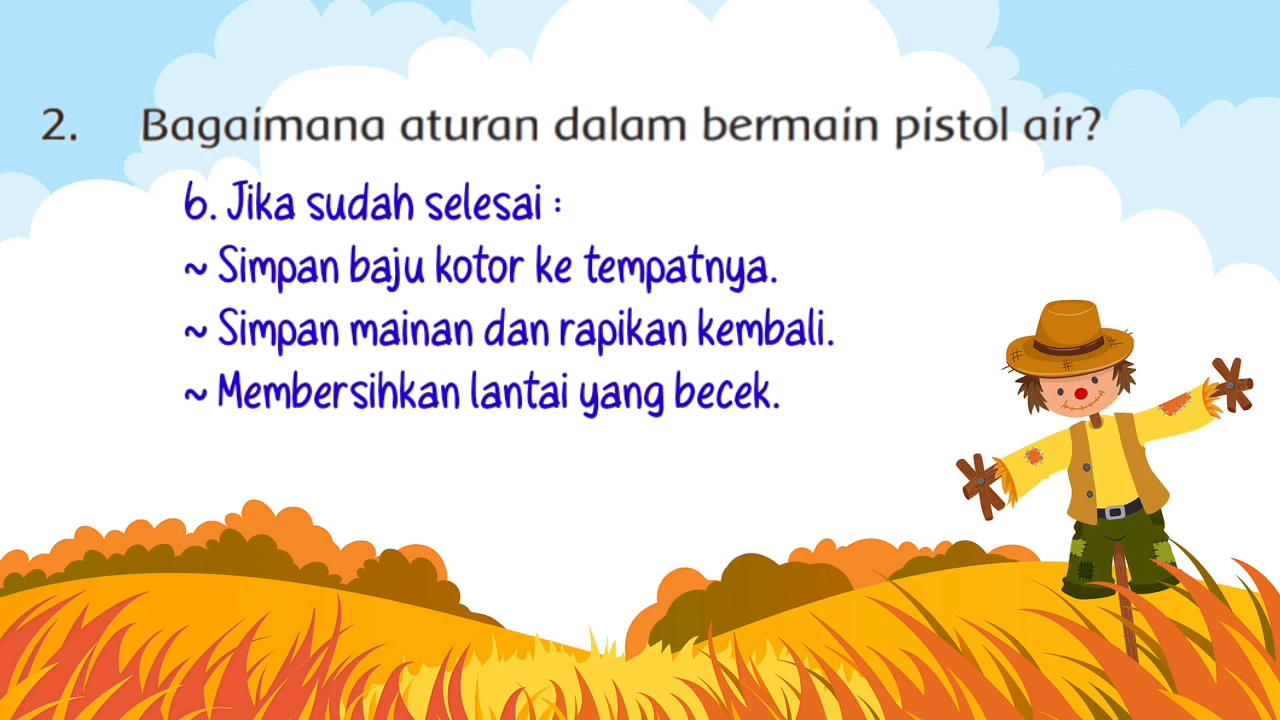 2. Bagaimana aturan dalam bermain pistol air?
6. Jika sudah selesai :
~ Simpan baju kotor ke tempatnya.
~ Simpan mainan dan rapikan kembali.
~ Membersihkan lantai yang becek.